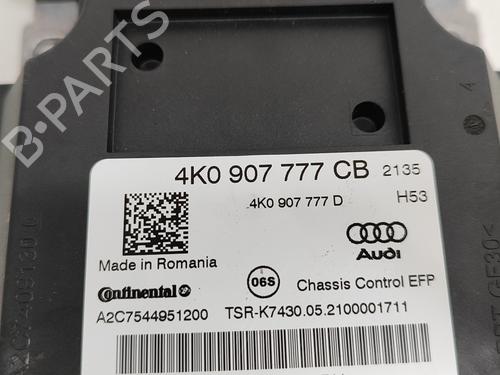 B-PARTS
4
4K0 907 777 CB 2135
4K0 907 777 D H53
Audi
Made in Romania
Continental 06S Chassis Control EFP
A2C7544951200 TSR-K7430.05.2100001711